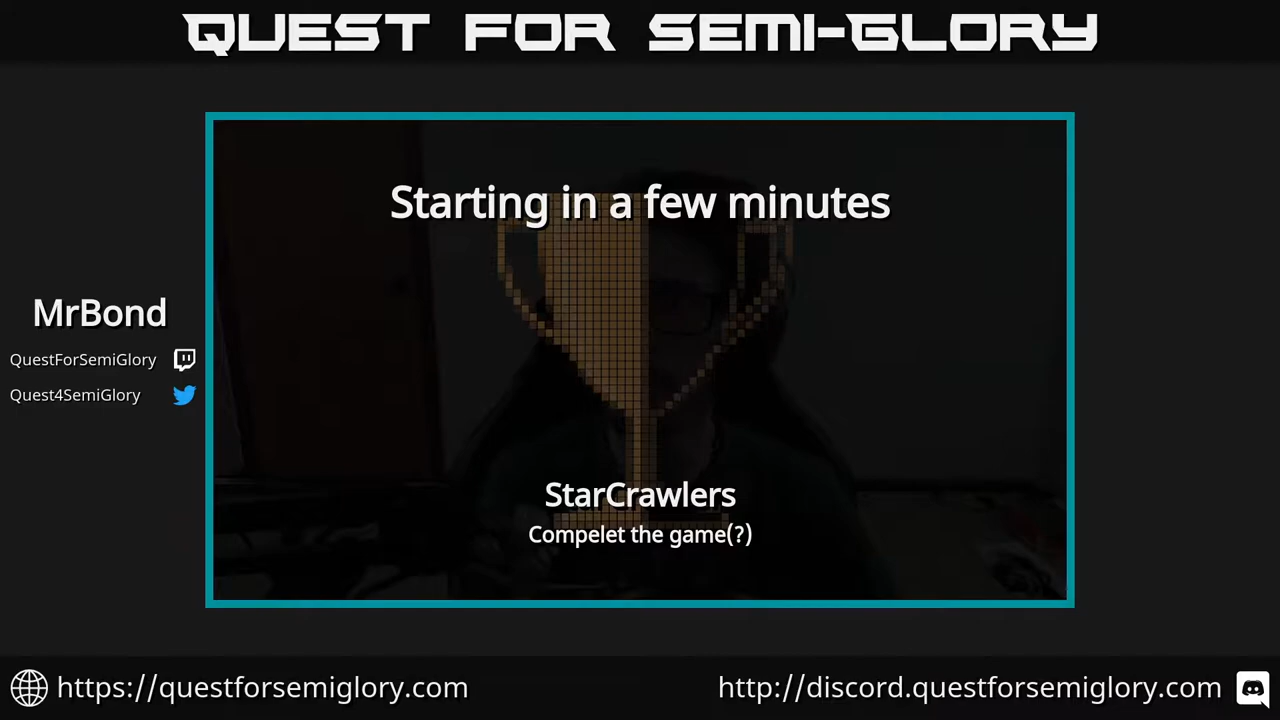 QUEST FOR SEMI-GLORY
Starting in a few minutes
MrBond
QuestForSemiGlory
Quest4SemiGlory
StarCrawlers
Compelet the game(?)
https://questforsemiglory.com
http://discord.questforsemiglory.com